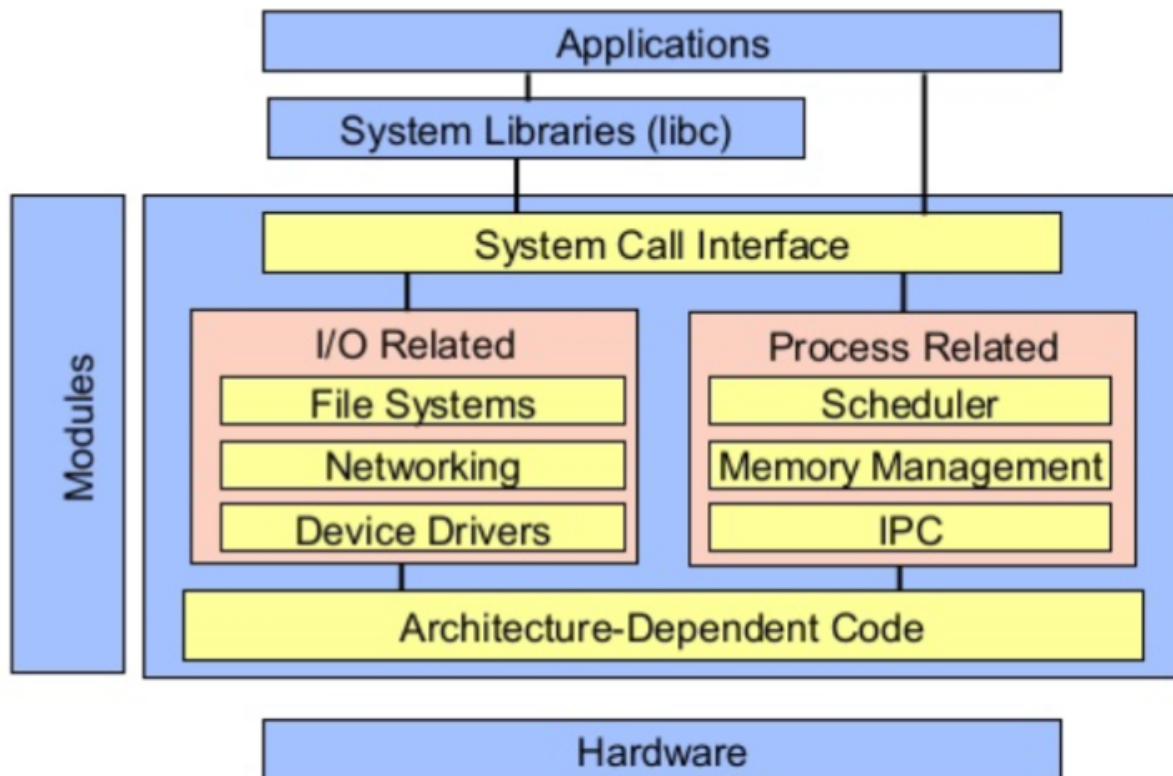 Applications
System Libraries (libc)
System Call Interface
Modules
I/O Related
File Systems
Networking
Device Drivers
Process Related
Scheduler
Memory Management
IPC
Architecture-Dependent Code
Hardware